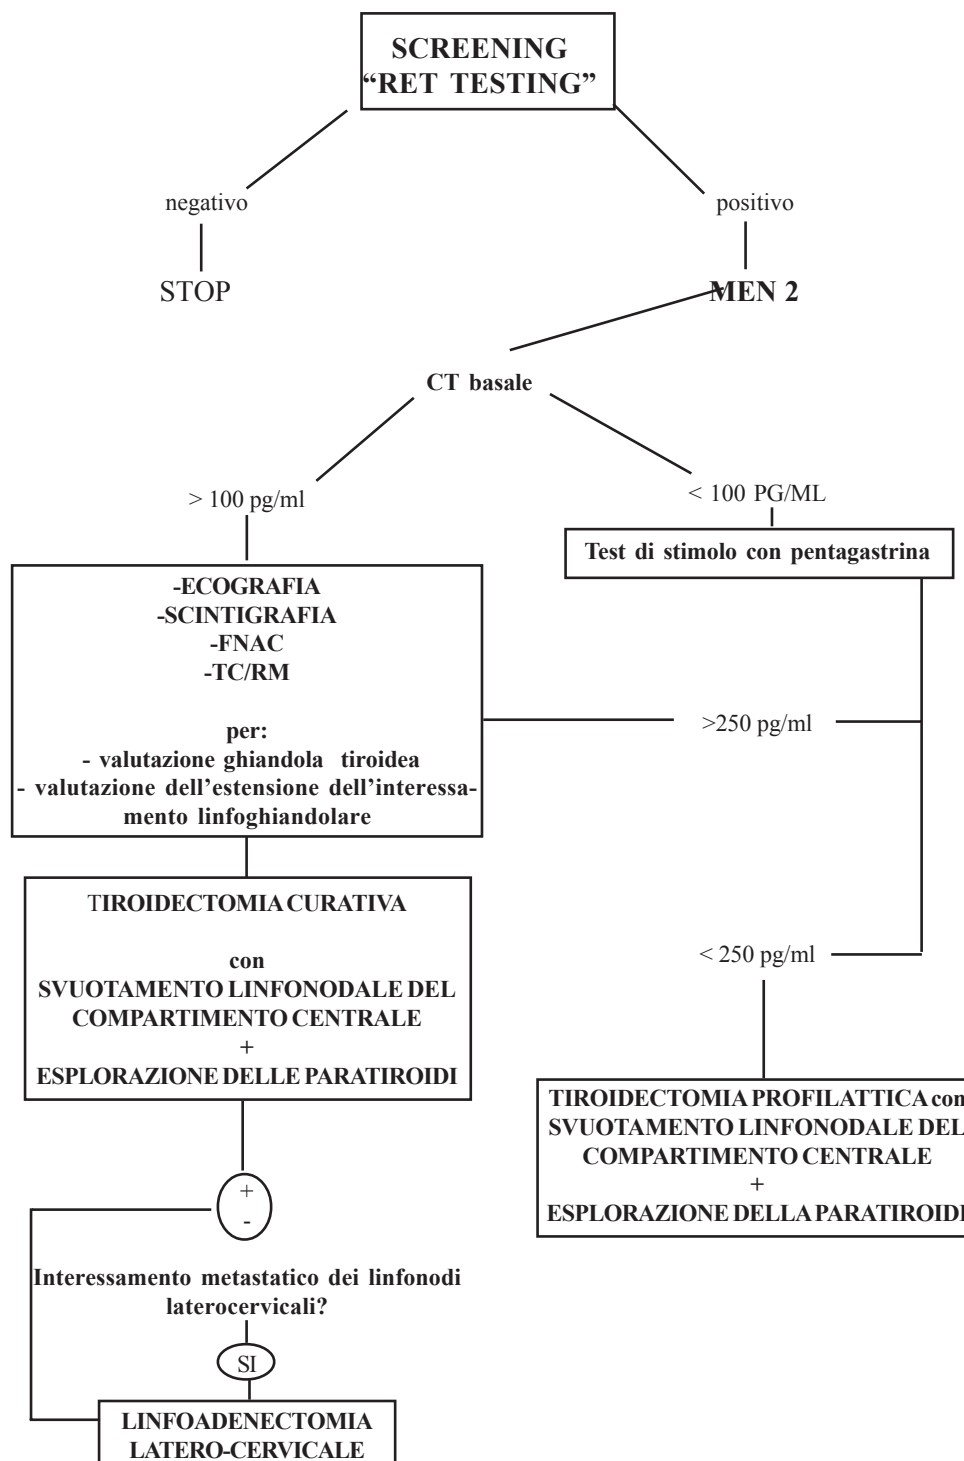 SCREENING
“RET TESTING”
negativo
positivo
STOP
MEN 2
CT basale
> 100 pg/ml
< 100 PG/ML
Test di stimolo con pentagastrina
-ECOGRAFIA
-SCINTIGRAFIA
-FNAC
-TC/RM
per:
- valutazione ghiandola tiroidea
- valutazione dell’estensione dell’interessa-
mento linfoghiandolare
>250 pg/ml
TIROIDECTOMIA CURATIVA
con
SVUOTAMENTO LINFONODALE DEL
COMPARTIMENTO CENTRALE
+
ESPLORAZIONE DELLE PARATIROIDI
< 250 pg/ml
TIROIDECTOMIA PROFILATTICA con
SVUOTAMENTO LINFONODALE DEL
COMPARTIMENTO CENTRALE
+
ESPLORAZIONE DELLA PARATIROIDI
+
-
Interessamento metastatico dei linfonodi
laterocervicali?
SI
LINFOADENECTOMIA
LATERO-CERVICALE